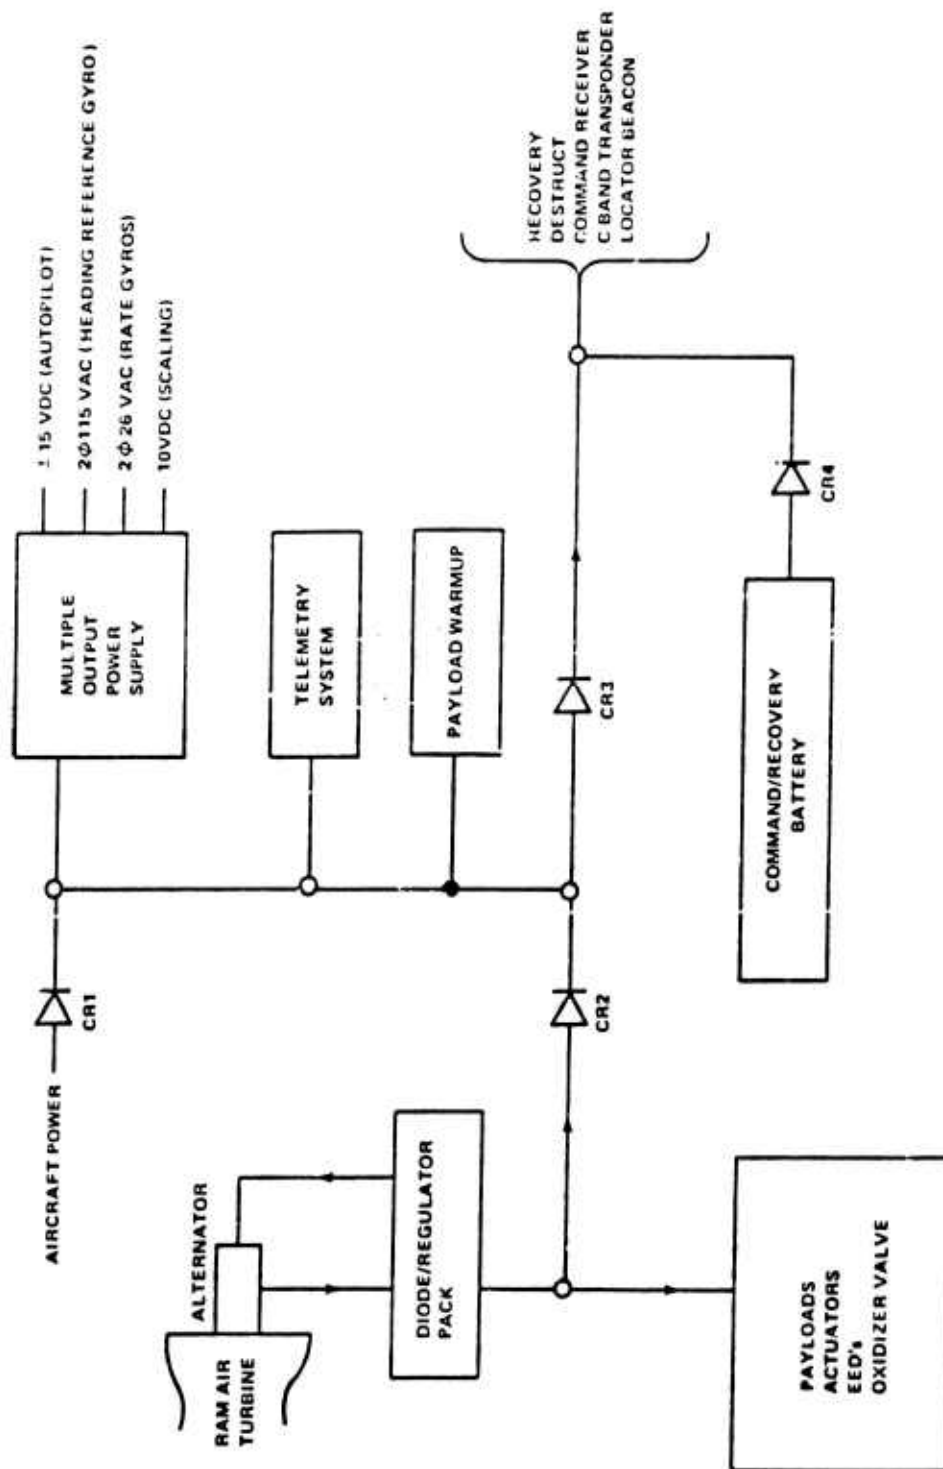 ± 15 VDC (AUTOPILOT)
2Φ115 VAC (HEADING REFERENCE GYRO)
2Φ26 VAC (RATE GYROS)
10VDC (SCALING)
MULTIPLE
OUTPUT
POWER
SUPPLY
AIRCRAFT POWER
CR1
TELEMETRY
SYSTEM
PAYLOAD WARMUP
RECOVERY
DESTRUCT
COMMAND RECEIVER
C BAND TRANSPONDER
LOCATOR BEACON
RAM AIR
TURBINE
ALTERNATOR
DIODE/REGULATOR
PACK
CR2
CR3
CR4
COMMAND/RECOVERY
BATTERY
PAYLOADS
ACTUATORS
EED's
OXIDIZER VALVE